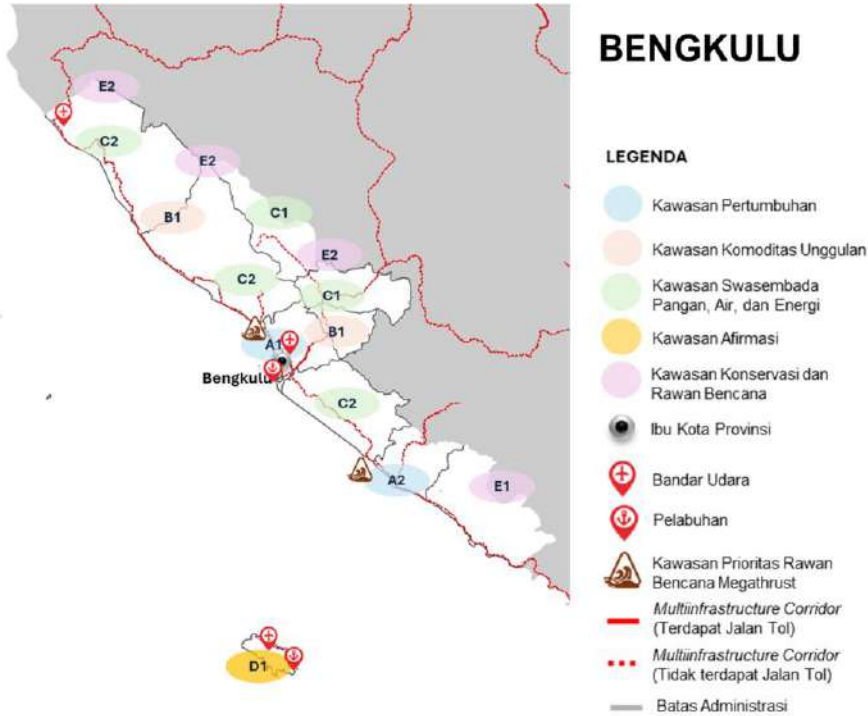 BENGKULU
E2
C2
E2
B1
C1
E2
C2
C1
A1
B1
Bengkulu
C2
A2
E1
D1
LEGENDA
Kawasan Pertumbuhan
Kawasan Komoditas Unggulan
Kawasan Swasembada
Pangan, Air, dan Energi
Kawasan Afirmasi
Kawasan Konservasi dan
Rawan Bencana
Ibu Kota Provinsi
Bandar Udara
Pelabuhan
Kawasan Prioritas Rawan
Bencana Megathrust
Multiinfrastructure Corridor
(Terdapat Jalan Tol)
Multiinfrastructure Corridor
(Tidak terdapat Jalan Tol)
Batas Administrasi